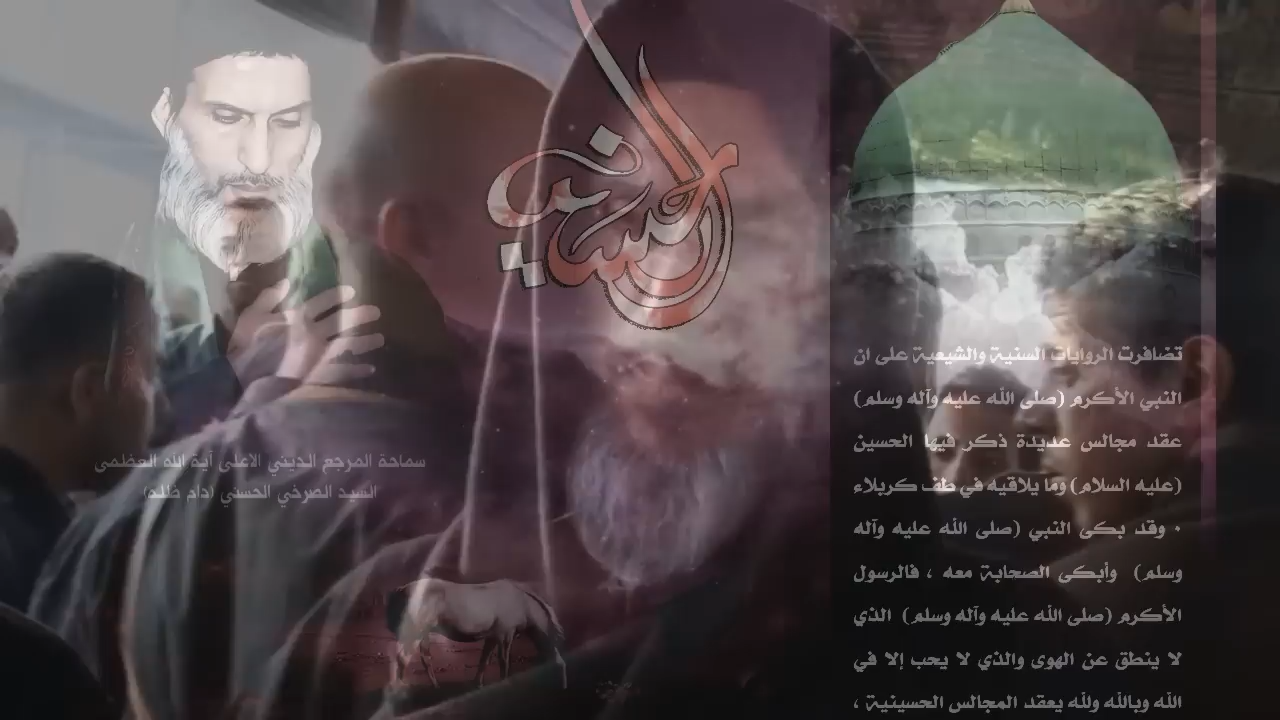 تضافرت الروايات السنية والشيعية على ان
النبي الأكرم (صلى الله عليه وآله وسلم)
عقد مجالس عديدة ذكر فيها الحسين
(عليه السلام) وما يلاقيه في طف كربلاء
• وقد بكى النبي (صلى الله عليه وآله
وسلم) وأبكى الصحابة معه ، فالرسول
الأكرم (صلى الله عليه وآله وسلم) الذي
لا ينطق عن الهوى والذي لا يحب إلا في
الله وبالله ولله يعقد المجالس الحسينية ،
سماحة المرجع الديني الاعلى آية الله العظمى
السيد الصرخي الحسني (دام ظله)